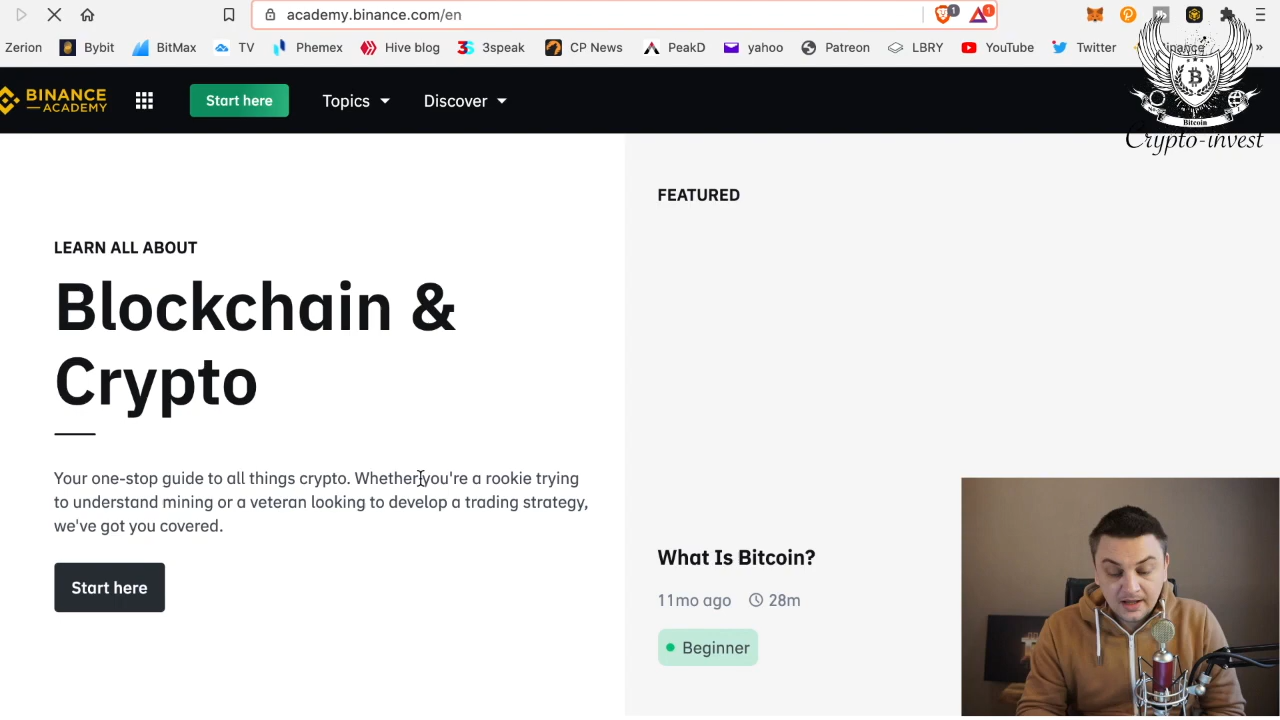 academy.binance.com/en
1
1
Zerion Bybit BitMax TV Phemex Hive blog 3speak CP News PeakD yahoo Patreon LBRY YouTube Twitter »
BINANCE
ACADEMY
Start here
Topics
Discover
Bitcoin
Crypto-invest
LEARN ALL ABOUT
Blockchain &
Crypto
Your one-stop guide to all things crypto. Whether you're a rookie trying
to understand mining or a veteran looking to develop a trading strategy,
we've got you covered.
Start here
FEATURED
What Is Bitcoin?
11mo ago 28m
Beginner